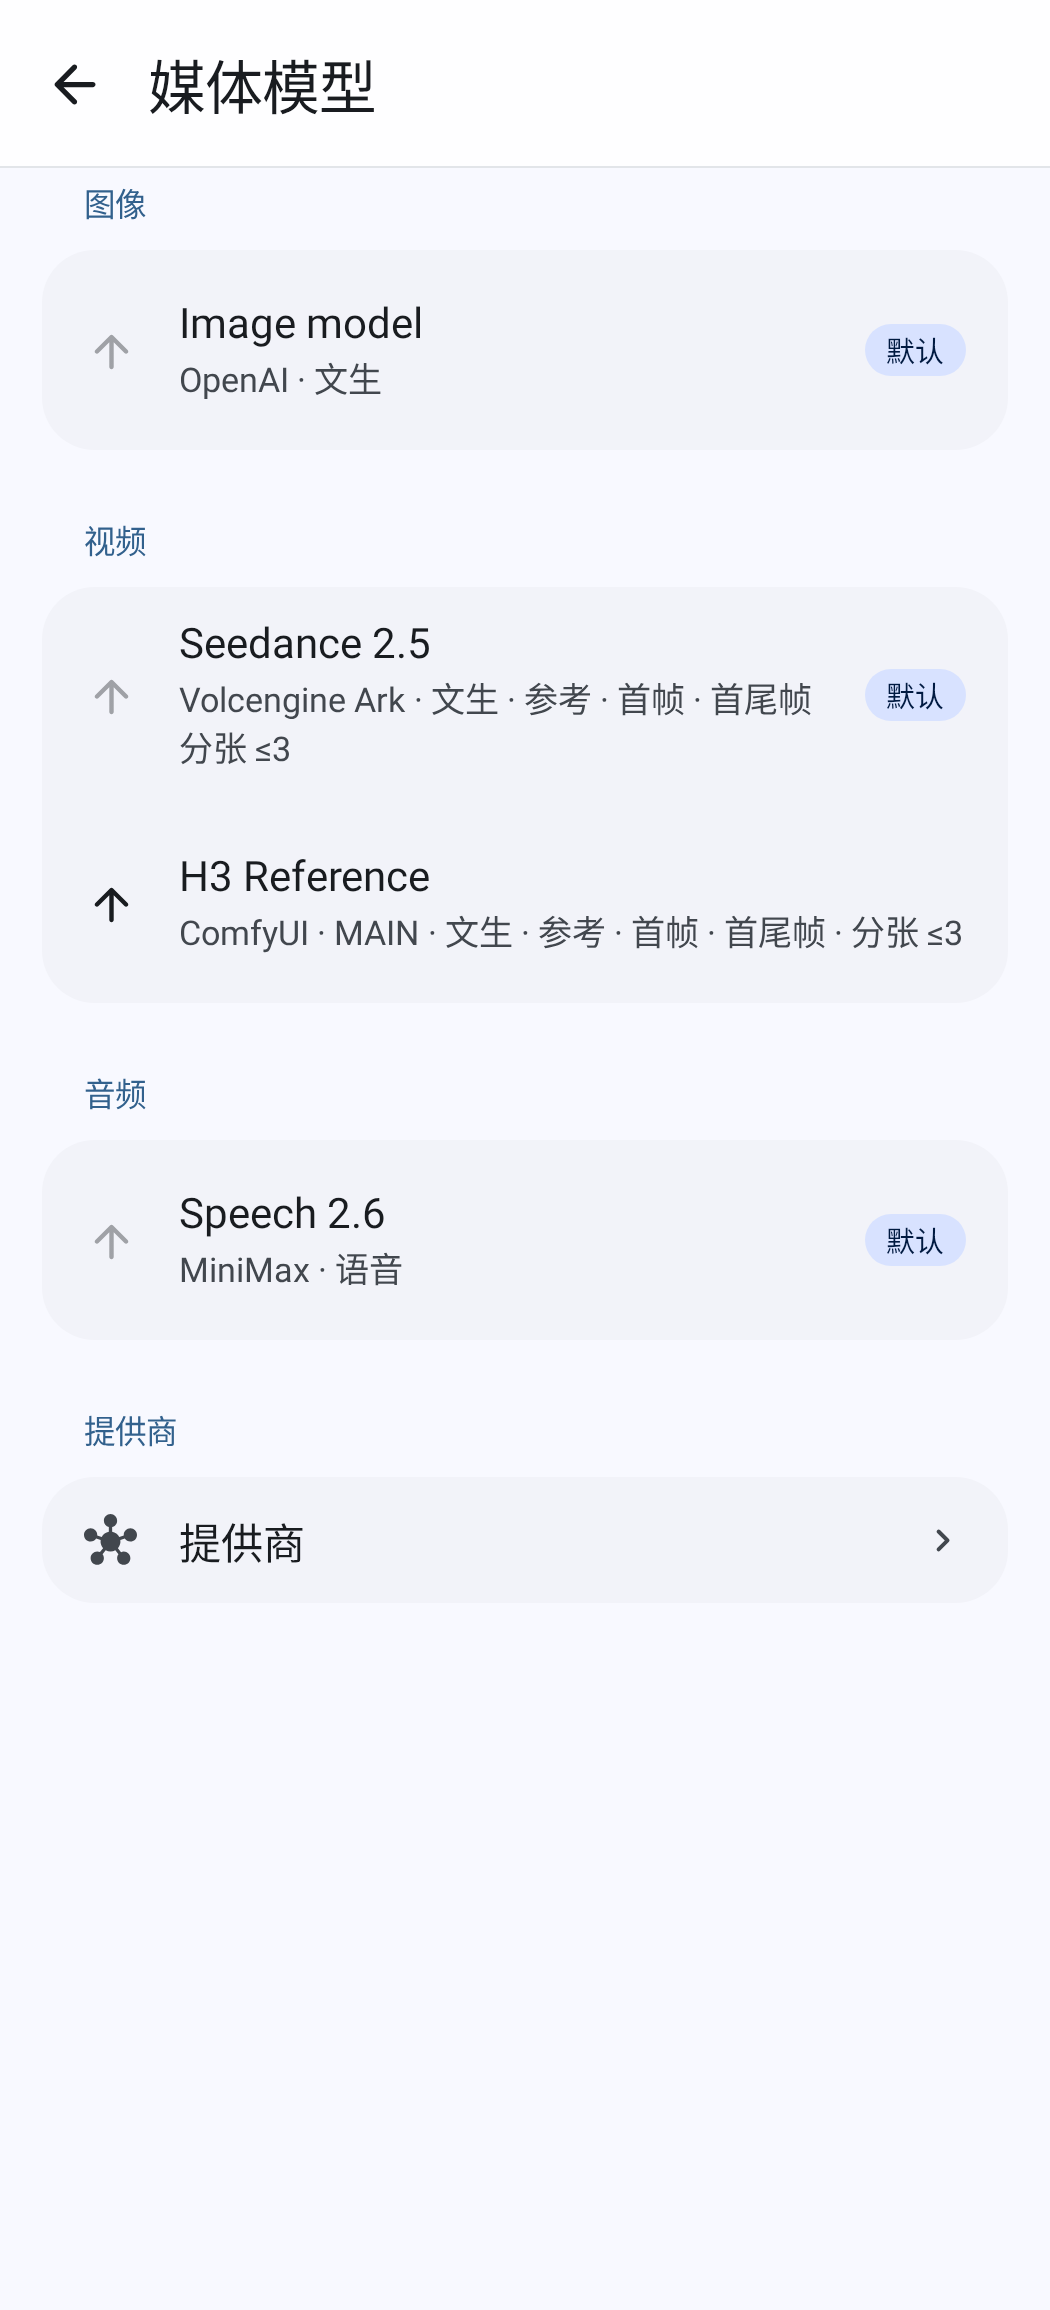 媒体模型
图像
Image model
OpenAI · 文生
默认
视频
Seedance 2.5
Volcengine Ark · 文生 · 参考 · 首帧 · 首尾帧
分张 ≤3
默认
H3 Reference
ComfyUI · MAIN · 文生 · 参考 · 首帧 · 首尾帧 · 分张 ≤3
音频
Speech 2.6
MiniMax · 语音
默认
提供商
提供商